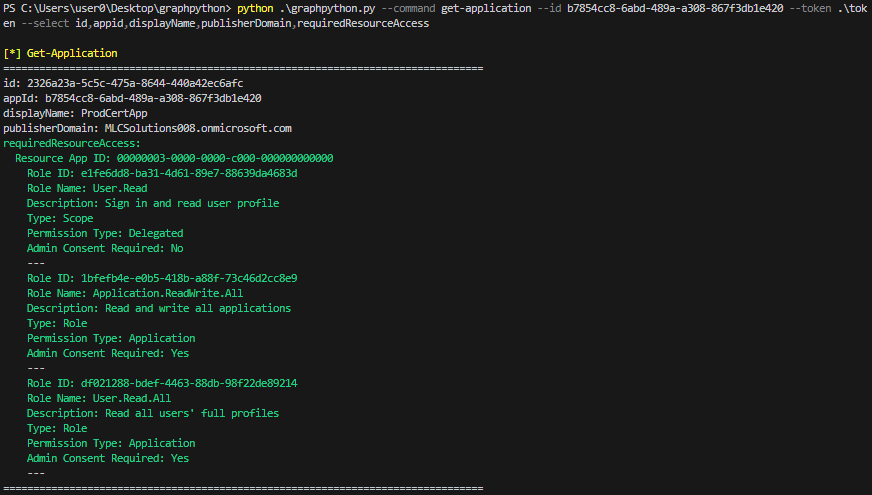 PS C:\Users\user0\Desktop\graphpython> python .\graphpython.py --command get-application --id b7854cc8-6abd-489a-a308-867f3db1e420 --token .\tok
en --select id,appid,displayName,publisherDomain,requiredResourceAccess
[*] Get-Application
================================================================================
id: 2326a23a-5c5c-475a-8644-440a42ec6afc
appId: b7854cc8-6abd-489a-a308-867f3db1e420
displayName: ProdCertApp
publisherDomain: MLCSolutions008.onmicrosoft.com
requiredResourceAccess:
Resource App ID: 00000003-0000-0000-c000-000000000000
Role ID: e1fe6dd8-ba31-4d61-89e7-88639da4683d
Role Name: User.Read
Description: Sign in and read user profile
Type: Scope
Permission Type: Delegated
Admin Consent Required: No
---
Role ID: 1bfefb4e-e0b5-418b-a88f-73c46d2cc8e9
Role Name: Application.ReadWrite.All
Description: Read and write all applications
Type: Role
Permission Type: Application
Admin Consent Required: Yes
---
Role ID: df021288-bdef-4463-88db-98f22de89214
Role Name: User.Read.All
Description: Read all users' full profiles
Type: Role
Permission Type: Application
Admin Consent Required: Yes
---
================================================================================